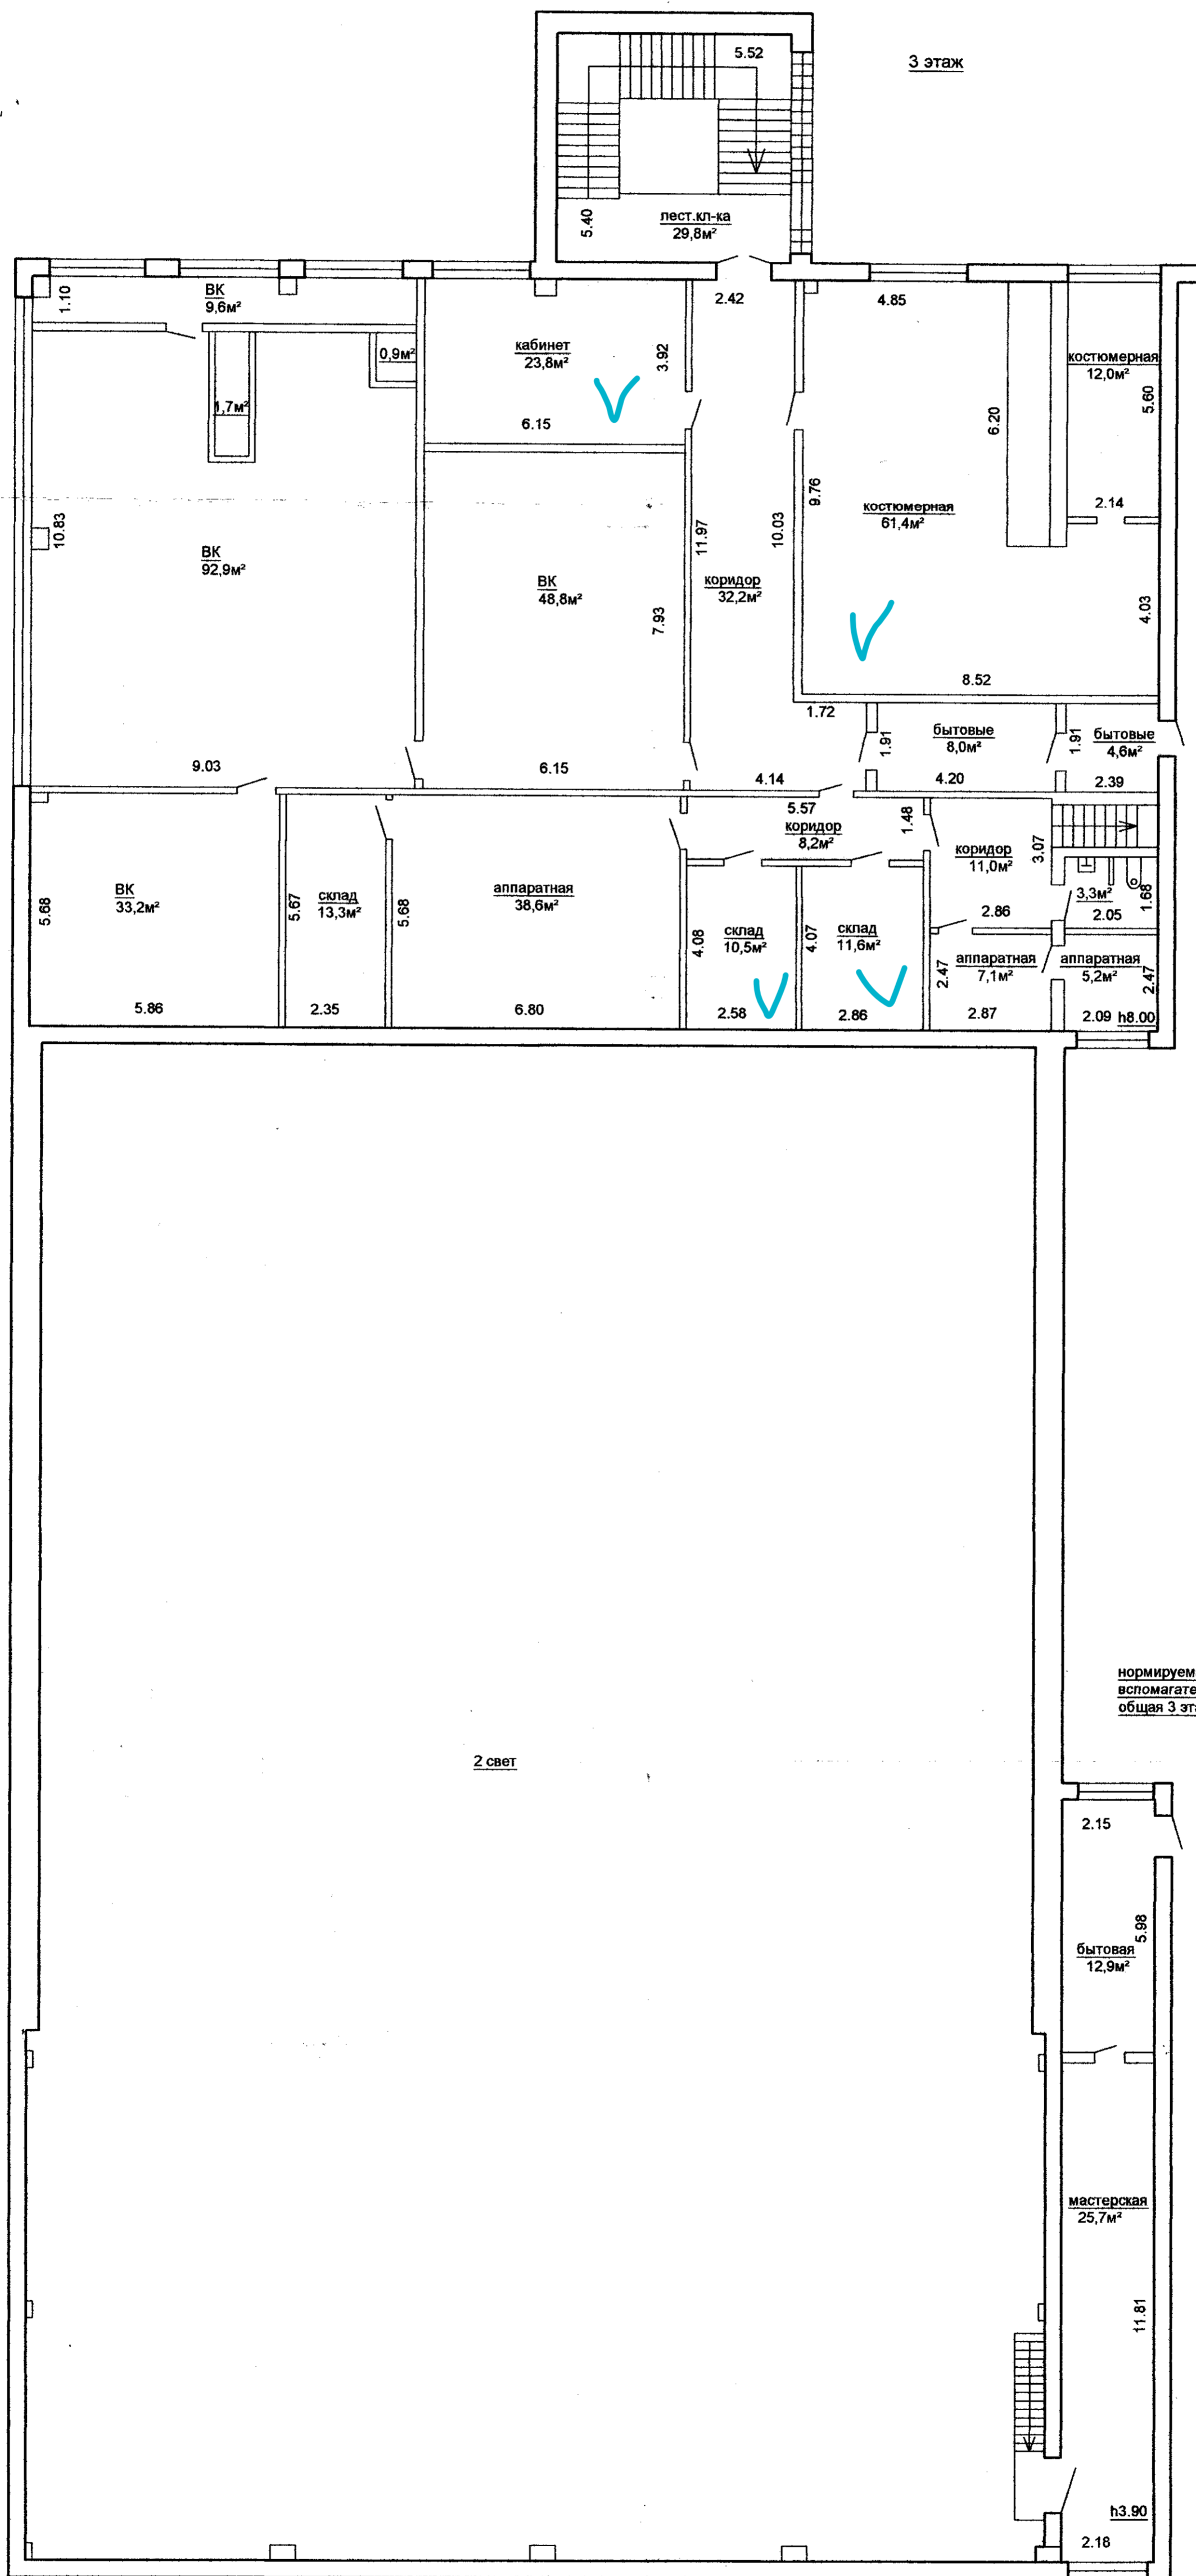 3 этаж
5.52
5.40
лест.кл-ка
29,8м²
1.10
ВК
9,6м²
0,9м²
1,7м²
кабинет
23,8м²
3.92
6.15
2.42
4.85
костюмерная
12,0м²
5.60
6.20
2.14
10.83
ВК
92,9м²
9.03
ВК
48,8м²
7.93
6.15
11.97
коридор
32,2м²
10.03
9.76
костюмерная
61,4м²
4.03
8.52
1.72
4.14
1.91
бытовые
8,0м²
4.20
1.91
бытовые
4,6м²
2.39
5.57
коридор
8,2м²
1.48
коридор
11,0м²
3.07
2.86
3,3м²
1.68
2.05
5.68
ВК
33,2м²
5.86
5.67
склад
13,3м²
2.35
5.68
аппаратная
38,6м²
6.80
4.08
склад
10,5м²
2.58
4.07
склад
11,6м²
2.86
2.47
аппаратная
7,1м²
2.87
аппаратная
5,2м²
2.47
2.09
h8.00
нормируем
вспомагате
общая 3 эта
2 свет
2.15
5.98
бытовая
12,9м²
мастерская
25,7м²
11.81
h3.90
2.18